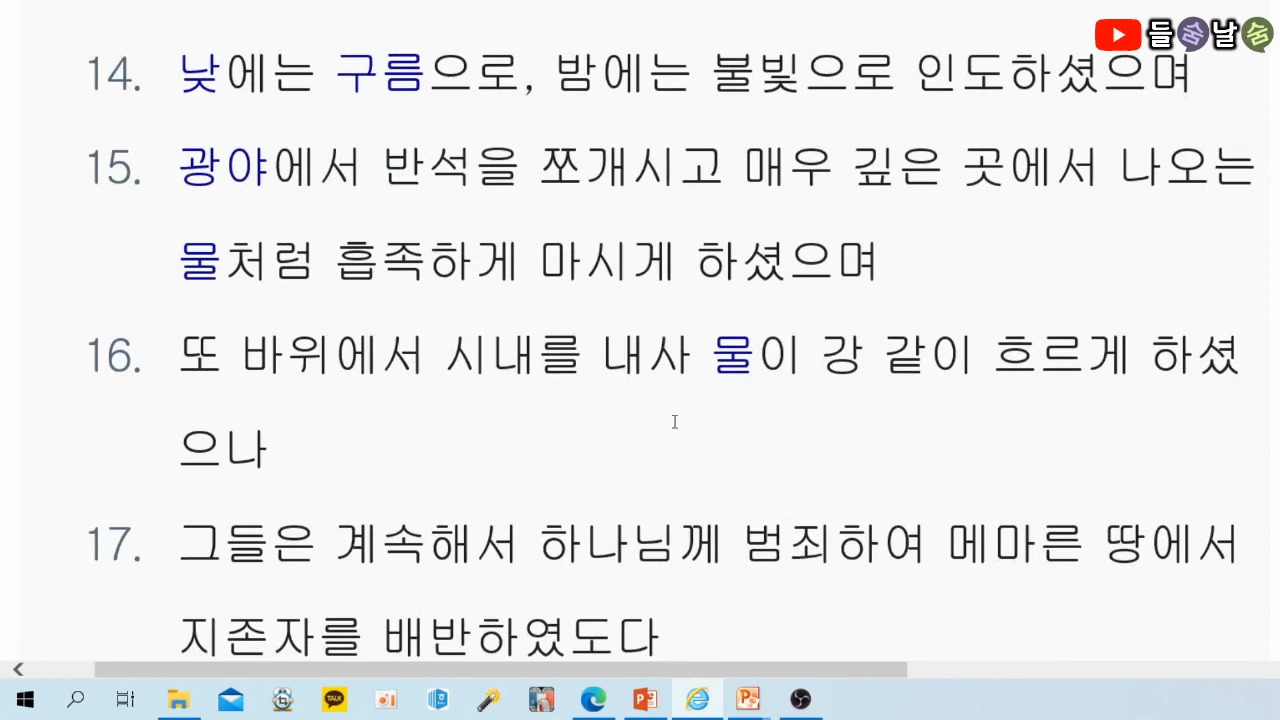 들숨날숨
14. 낮에는 구름으로, 밤에는 불빛으로 인도하셨으며
15. 광야에서 반석을 쪼개시고 매우 깊은 곳에서 나오는
물처럼 흡족하게 마시게 하셨으며
16. 또 바위에서 시내를 내사 물이 강 같이 흐르게 하셨
으나
17. 그들은 계속해서 하나님께 범죄하여 메마른 땅에서
지존자를 배반하였도다
TALK